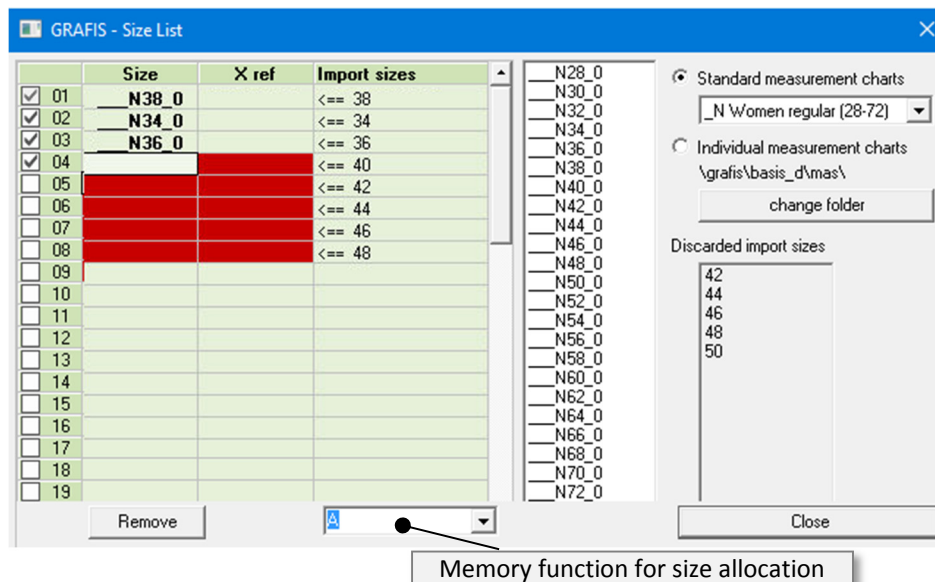 GRAFIS - Size List
Size X ref Import sizes
01 ___N38_0 <== 38
02 ___N34_0 <== 34
03 ___N36_0 <== 36
04 <== 40
05 <== 42
06 <== 44
07 <== 46
08 <== 48
09
10
11
12
13
14
15
16
17
18
19
___N28_0
___N30_0
___N32_0
___N34_0
___N36_0
___N38_0
___N40_0
___N42_0
___N44_0
___N46_0
___N48_0
___N50_0
___N52_0
___N54_0
___N56_0
___N58_0
___N60_0
___N62_0
___N64_0
___N66_0
___N68_0
___N70_0
___N72_0
Standard measurement charts
_N Women regular (28-72)
Individual measurement charts
\grafis\basis_d\mas\
change folder
Discarded import sizes
42
44
46
48
50
Remove
A
Close
Memory function for size allocation